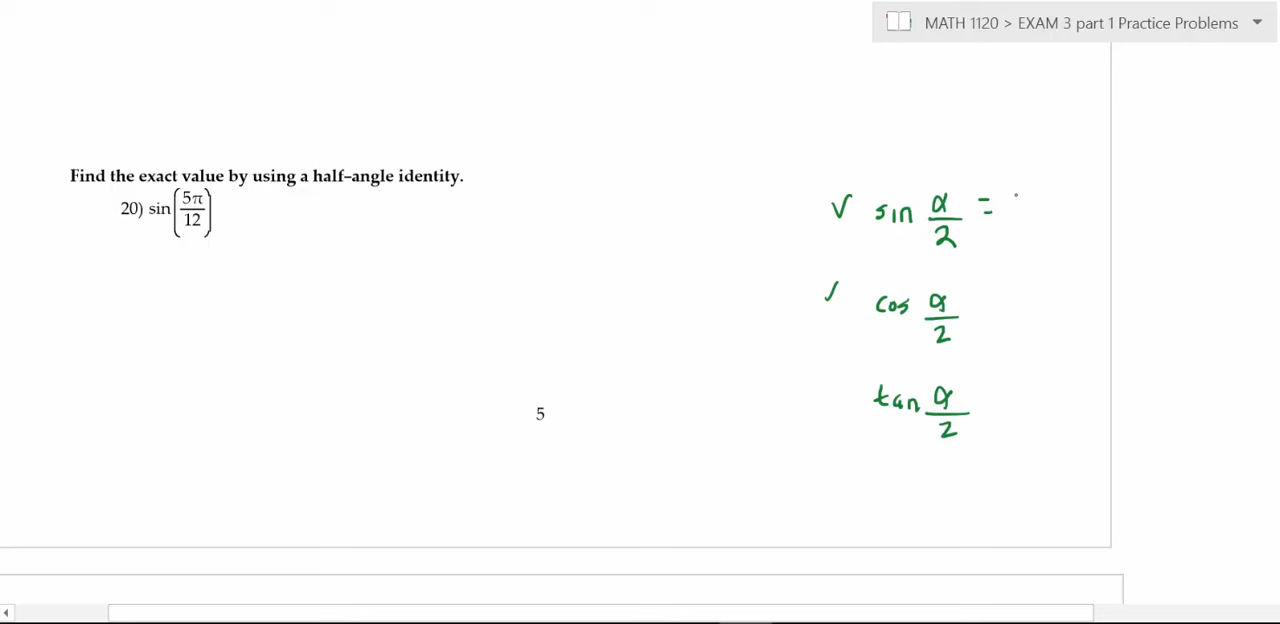 MATH 1120 > EXAM 3 part 1 Practice Problems
Find the exact value by using a half-angle identity.
20) sin(5π/12)
√ sin α/2 =
cos α/2
tan α/2
5